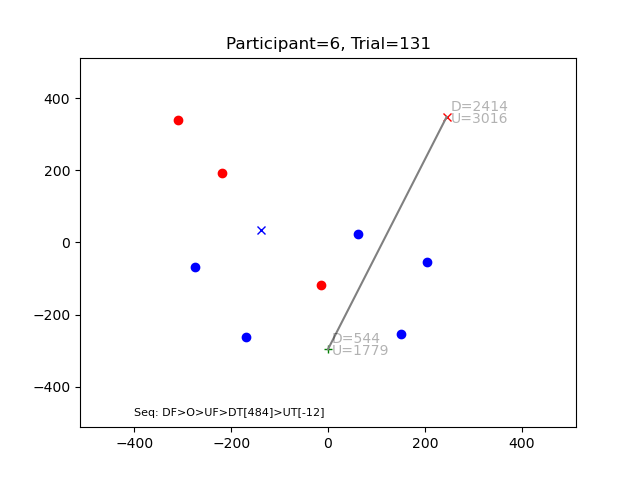 Participant=6, Trial=131
400
200
0
−200
−400
D=2414
U=3016
D=544
U=1779
Seq: DF>O>UF>DT[484]>UT[-12]
−400
−200
0
200
400